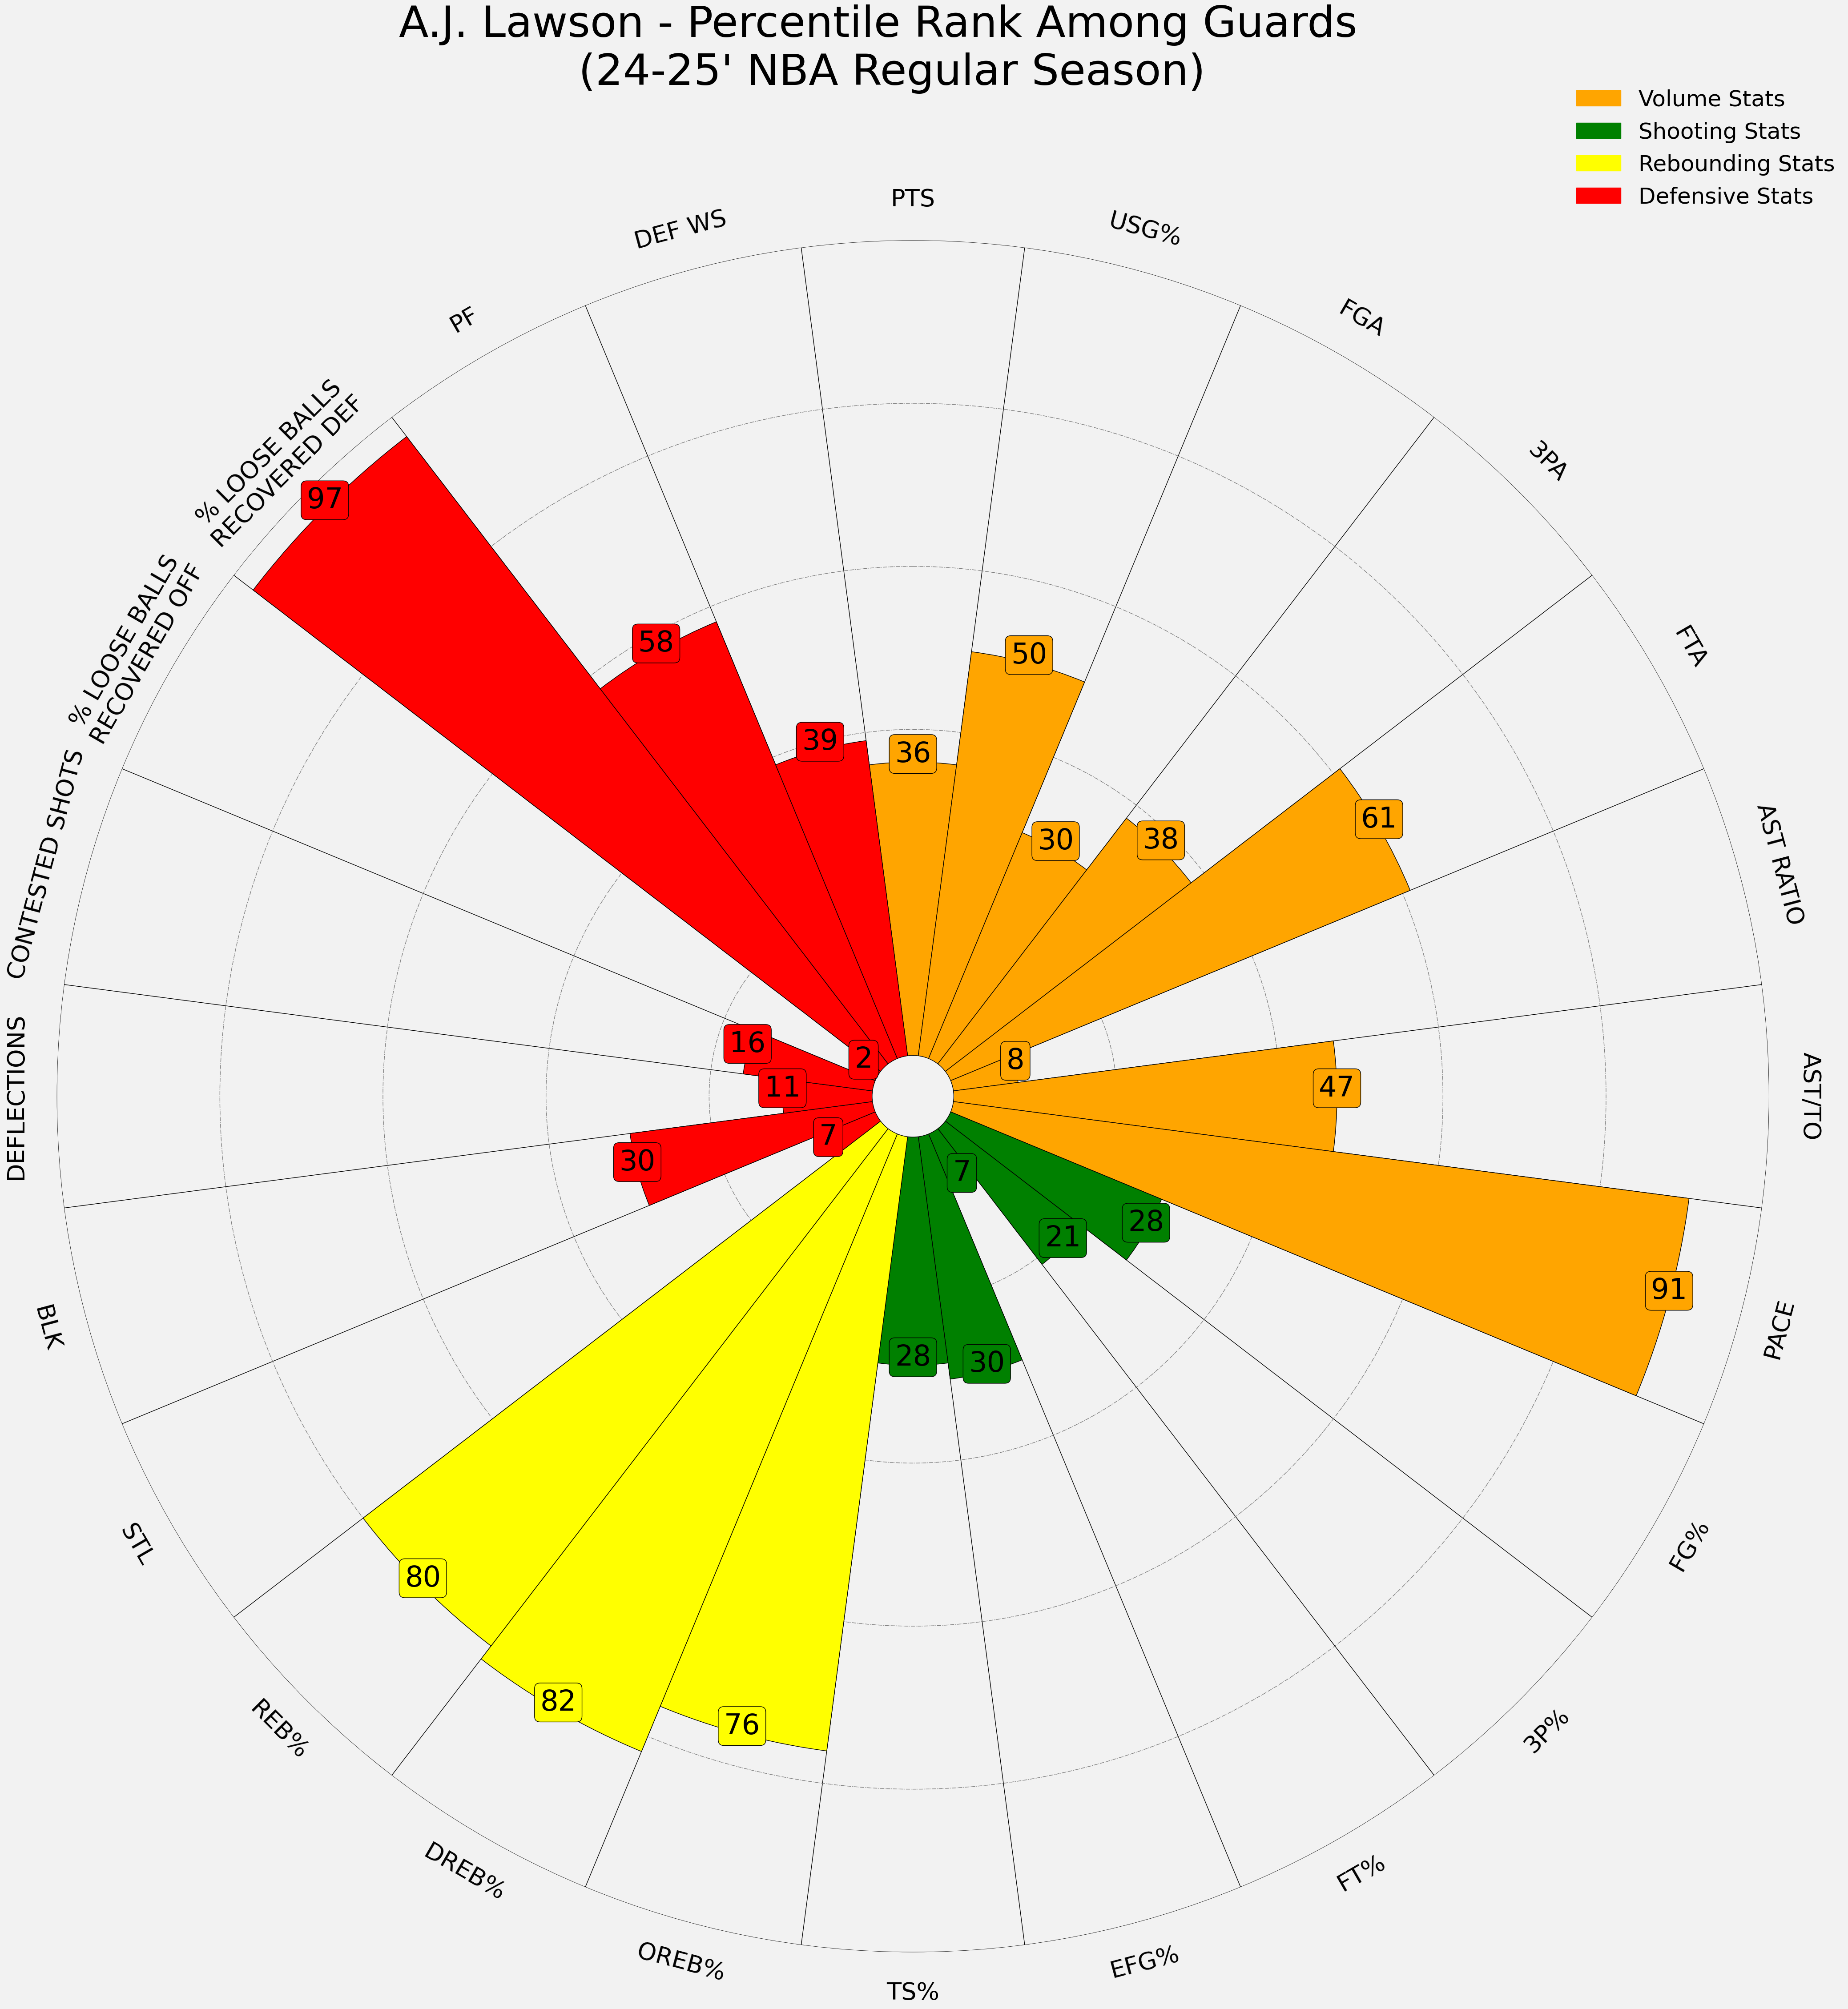 A.J. Lawson - Percentile Rank Among Guards
(24-25' NBA Regular Season)
Volume Stats
Shooting Stats
Rebounding Stats
Defensive Stats
PTS
USG%
FGA
3PA
FTA
AST RATIO
AST/TO
PACE
FG%
3P%
FT%
EFG%
TS%
OREB%
DREB%
REB%
STL
BLK
DEFLECTIONS
CONTESTED SHOTS
% LOOSE BALLS
RECOVERED OFF
% LOOSE BALLS
RECOVERED DEF
PF
DEF WS
36
50
30
38
61
8
47
91
28
21
7
30
28
76
82
80
7
30
11
16
2
97
58
39